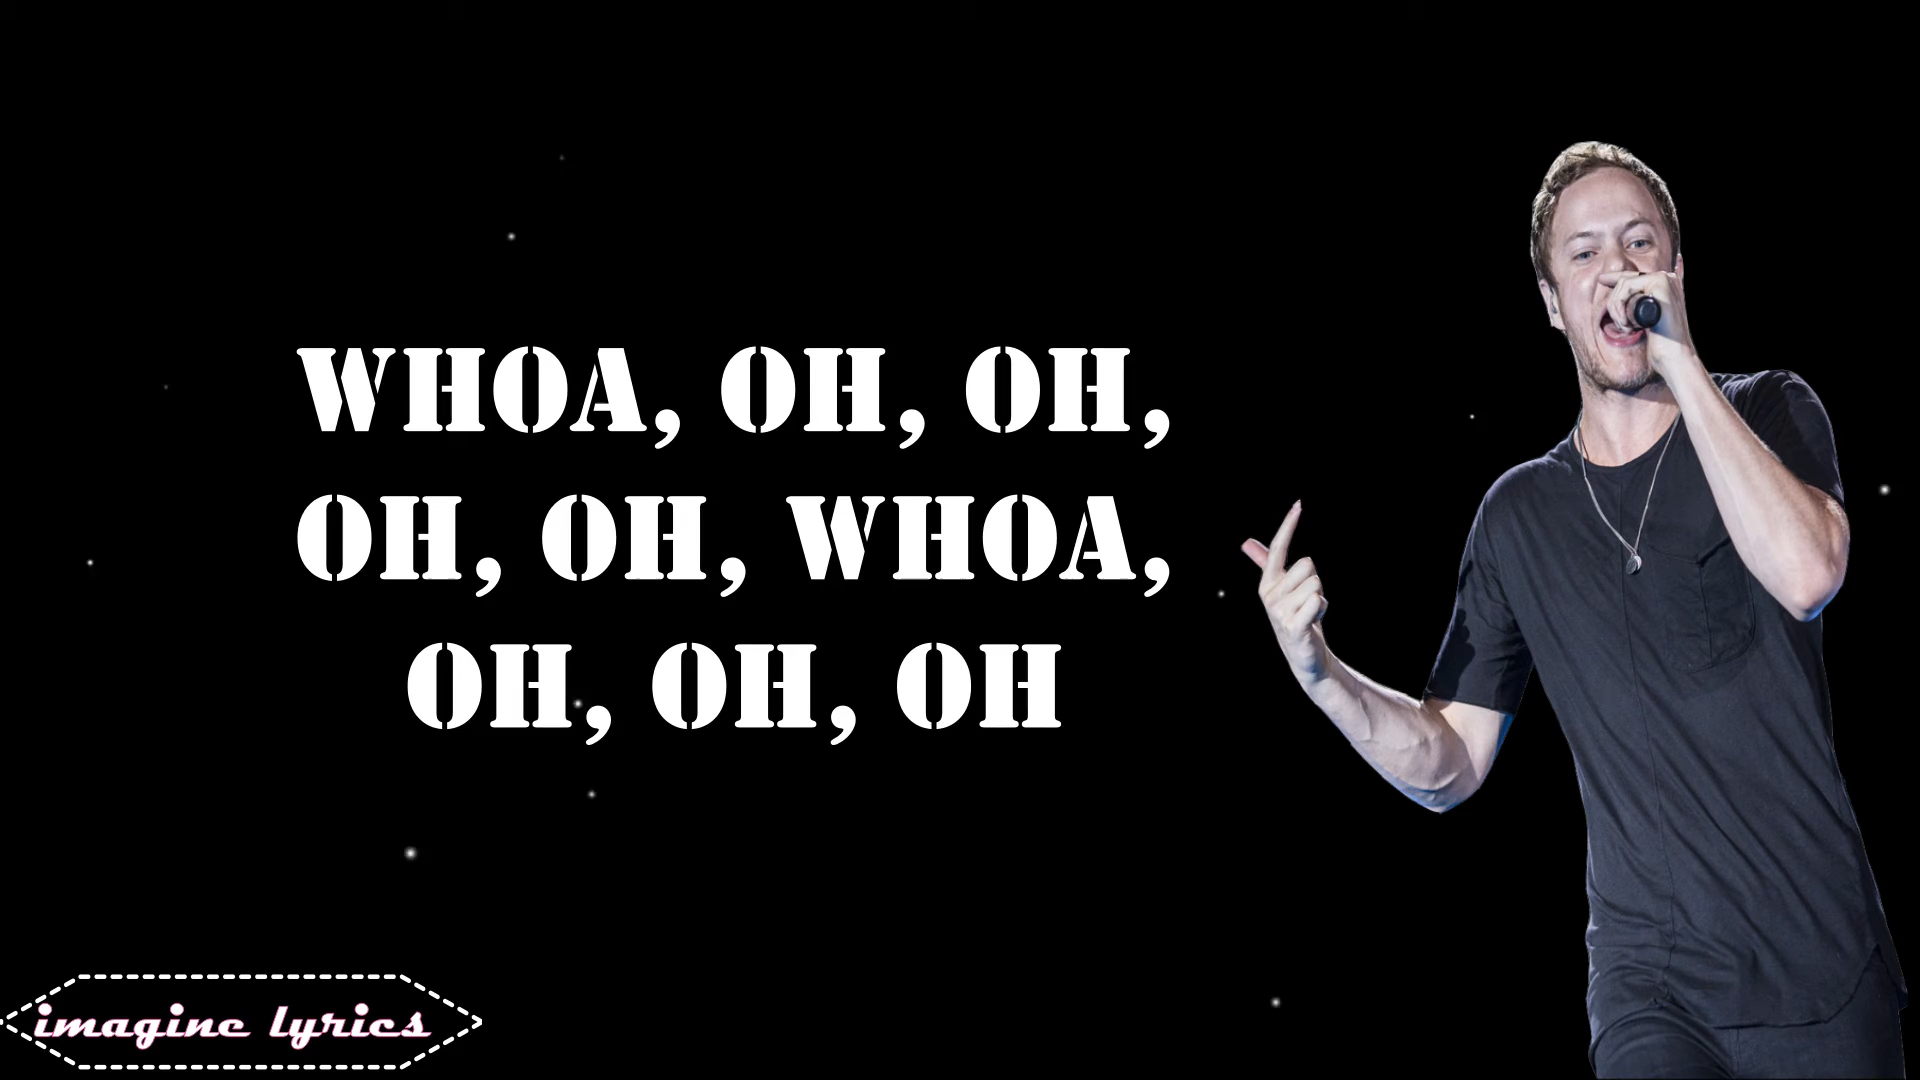 WHOA, OH, OH,
OH, OH, WHOA,
OH, OH, OH
imagine lyrics